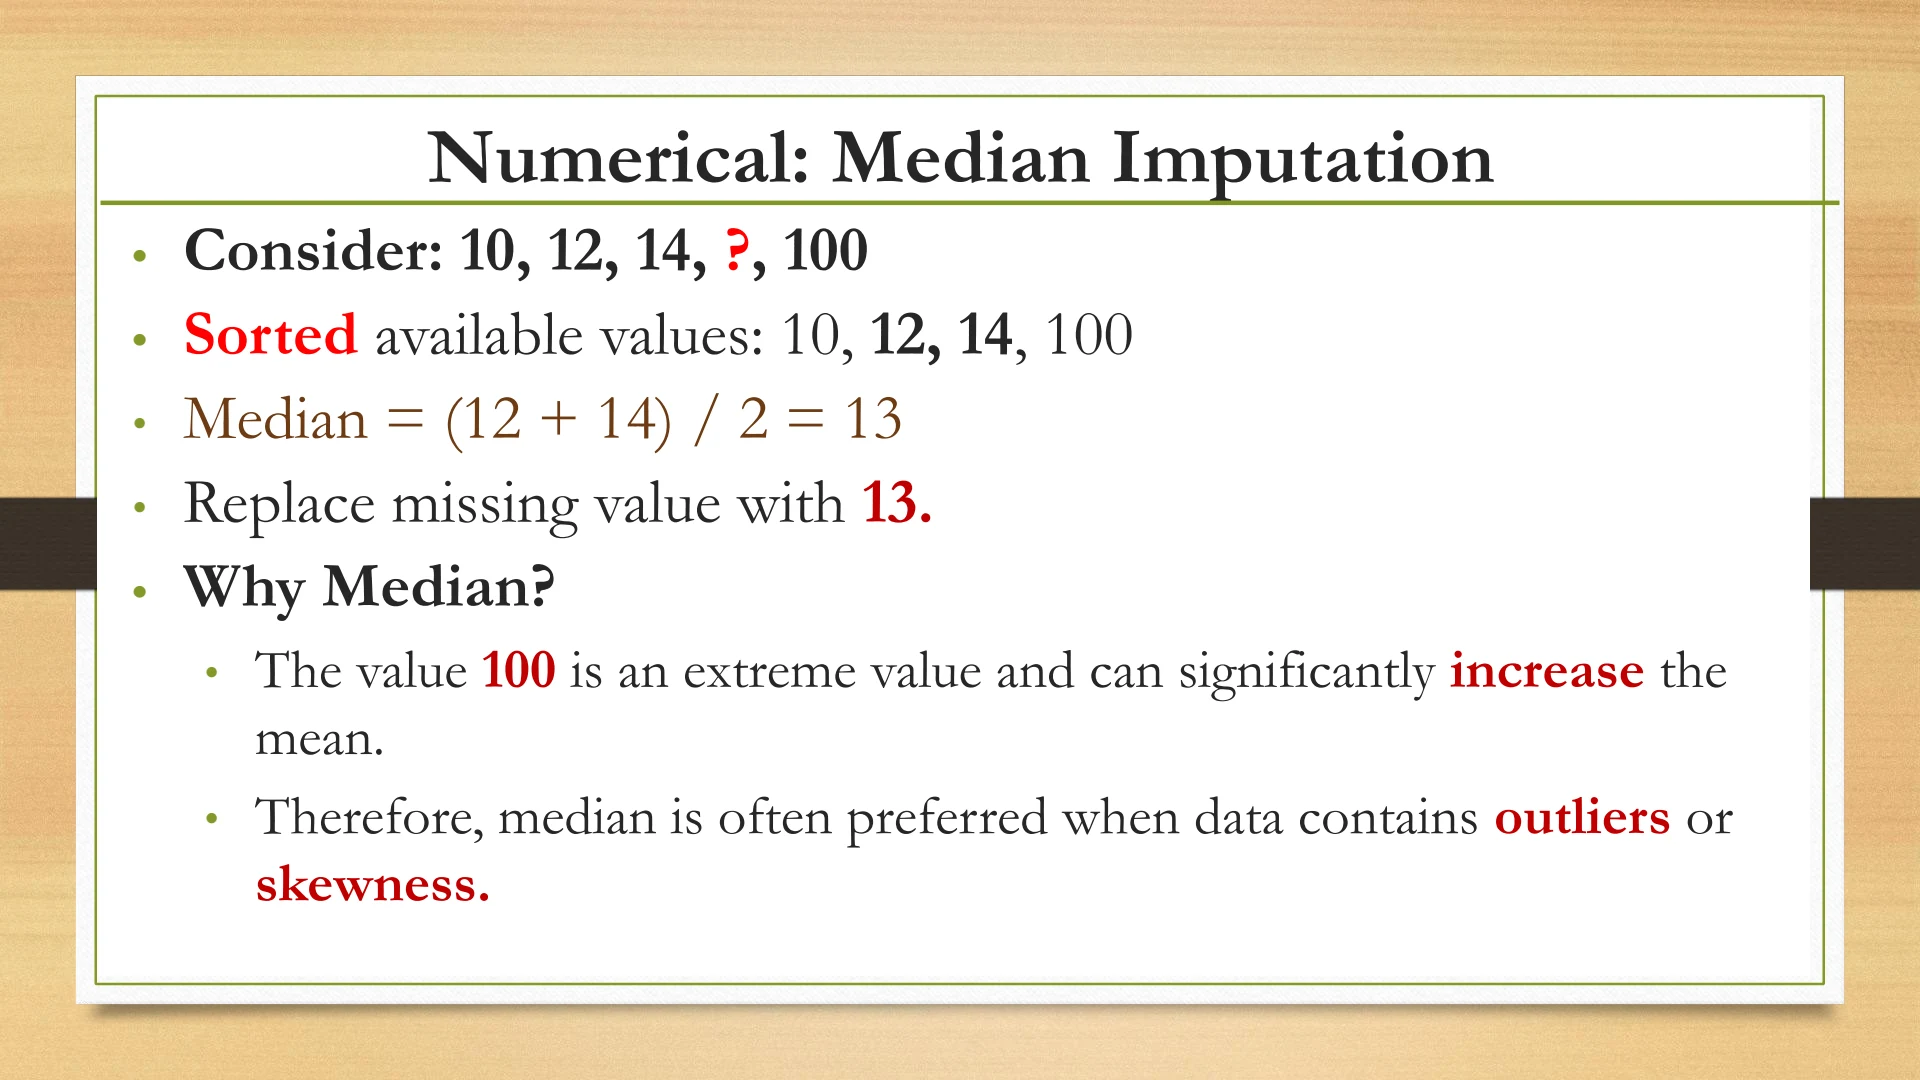 Numerical: Median Imputation
• Consider: 10, 12, 14, ?, 100
• Sorted available values: 10, 12, 14, 100
• Median = (12 + 14) / 2 = 13
• Replace missing value with 13.
• Why Median?
• The value 100 is an extreme value and can significantly increase the
mean.
• Therefore, median is often preferred when data contains outliers or
skewness.